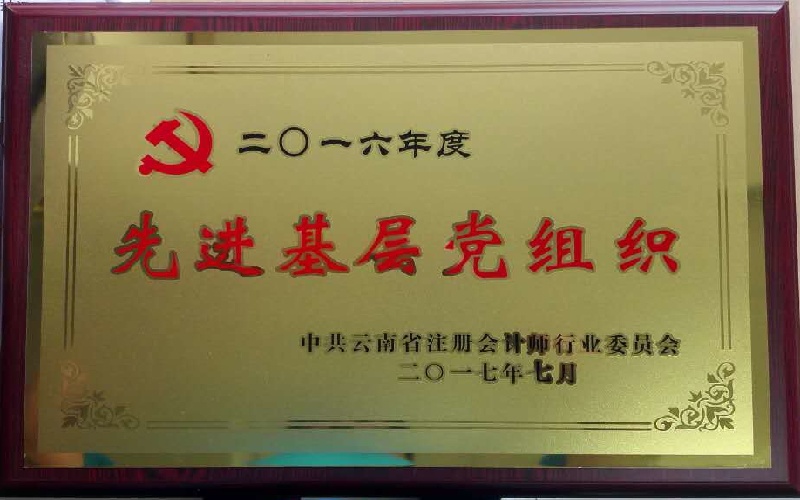 二〇一六年度
先进基层党组织
中共云南省注册会计师行业委员会
二〇一七年七月